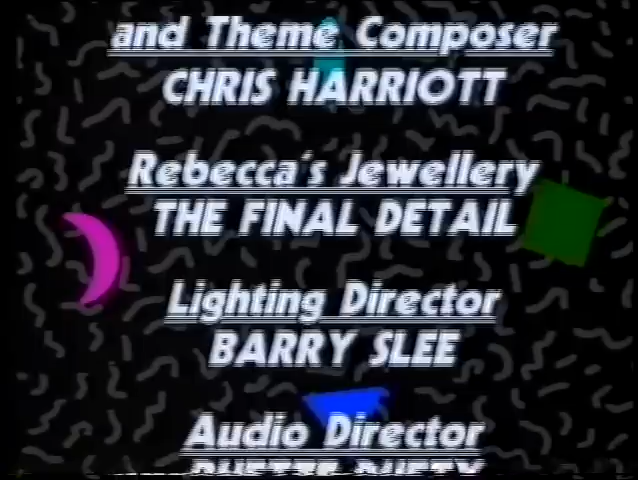 and Theme Composer
CHRIS HARRIOTT
Rebecca's Jewellery
THE FINAL DETAIL
Lighting Director
BARRY SLEE
Audio Director